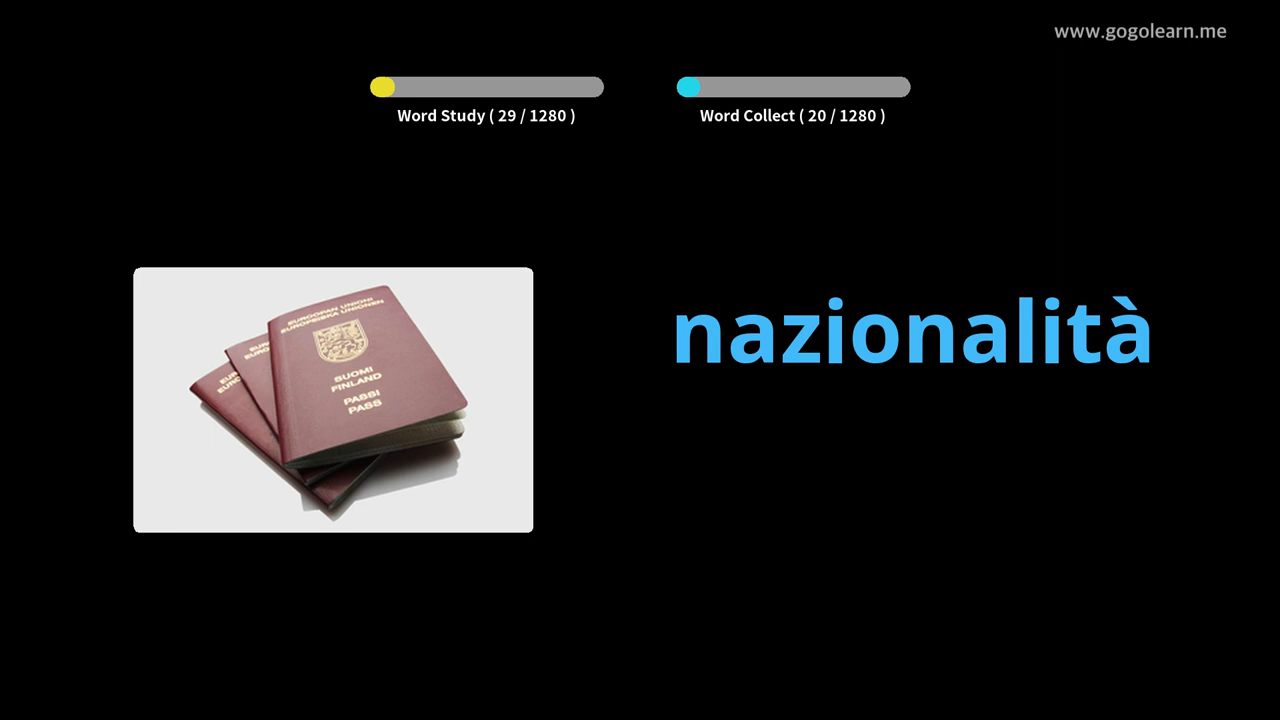 www.gogolearn.me
Word Study ( 29 / 1280 )
Word Collect ( 20 / 1280 )
nazionalità
EUROOPAN UNIONI
EUROPEISKA UNIONEN
SUOMI
FINLAND
PASSI
PASS